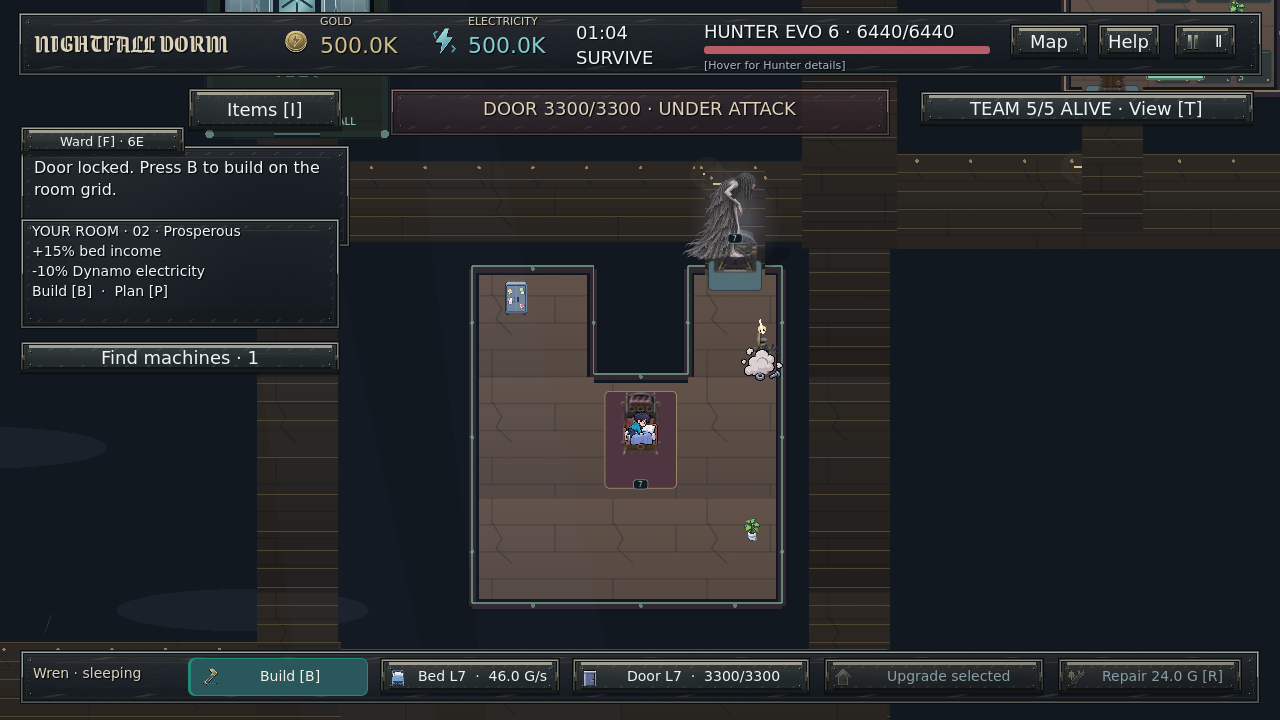 NIGHTFALL DORM
GOLD
500.0K
ELECTRICITY
500.0K
01:04
SURVIVE
HUNTER EVO 6 · 6440/6440
[Hover for Hunter details]
Map
Help
II
Items [I]
DOOR 3300/3300 · UNDER ATTACK
TEAM 5/5 ALIVE · View [T]
Ward [F] · 6E
Door locked. Press B to build on the
room grid.
YOUR ROOM · 02 · Prosperous
+15% bed income
-10% Dynamo electricity
Build [B] · Plan [P]
Find machines · 1
7
7
Wren · sleeping
Build [B]
Bed L7 · 46.0 G/s
Door L7 · 3300/3300
Upgrade selected
Repair 24.0 G [R]